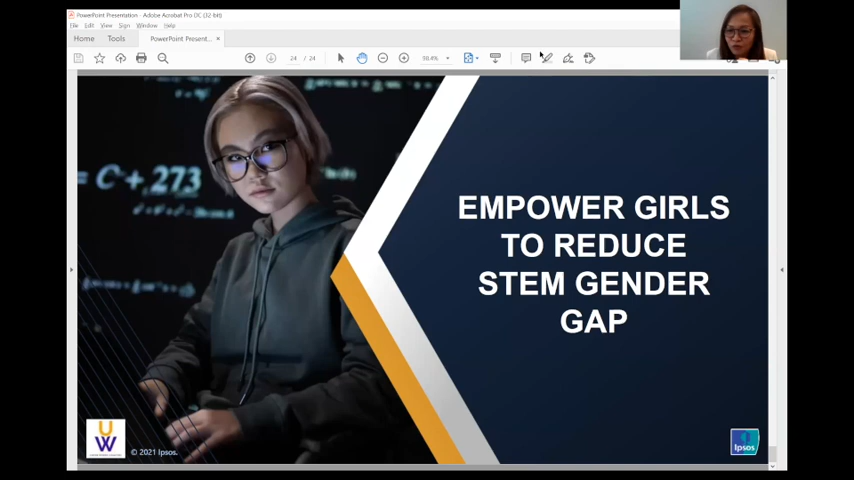 PowerPoint Presentation - Adobe Acrobat Pro DC (32-bit)
File Edit View Sign Window Help
Home Tools PowerPoint Present... ×
24 / 24 38.4%
= C + 273
EMPOWER GIRLS
TO REDUCE
STEM GENDER
GAP
UW
© 2021 Ipsos.
Ipsos